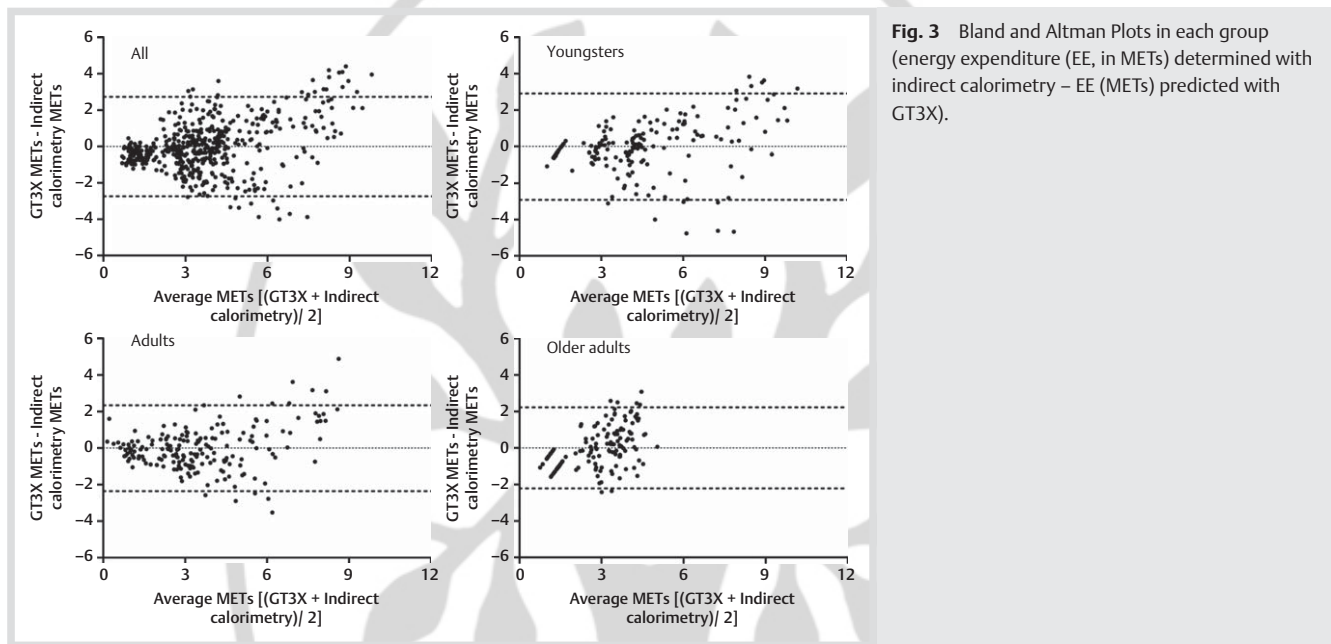 All
6
4
2
0
−2
−4
−6
GT3X METs - Indirect
calorimetry METs
0
3
6
9
12
Average METs [(GT3X + Indirect
calorimetry)/ 2]
Youngsters
6
4
2
0
−2
−4
−6
GT3X METs - Indirect
calorimetry METs
0
3
6
9
12
Average METs [(GT3X + Indirect
calorimetry)/ 2]
Adults
6
4
2
0
−2
−4
−6
GT3X METs - Indirect
calorimetry METs
0
3
6
9
12
Average METs [(GT3X + Indirect
calorimetry)/ 2]
Older adults
6
4
2
0
−2
−4
−6
GT3X METs - Indirect
calorimetry METs
0
3
6
9
12
Average METs [(GT3X + Indirect
calorimetry)/ 2]
Fig. 3 Bland and Altman Plots in each group
(energy expenditure (EE, in METs) determined with
indirect calorimetry – EE (METs) predicted with
GT3X).